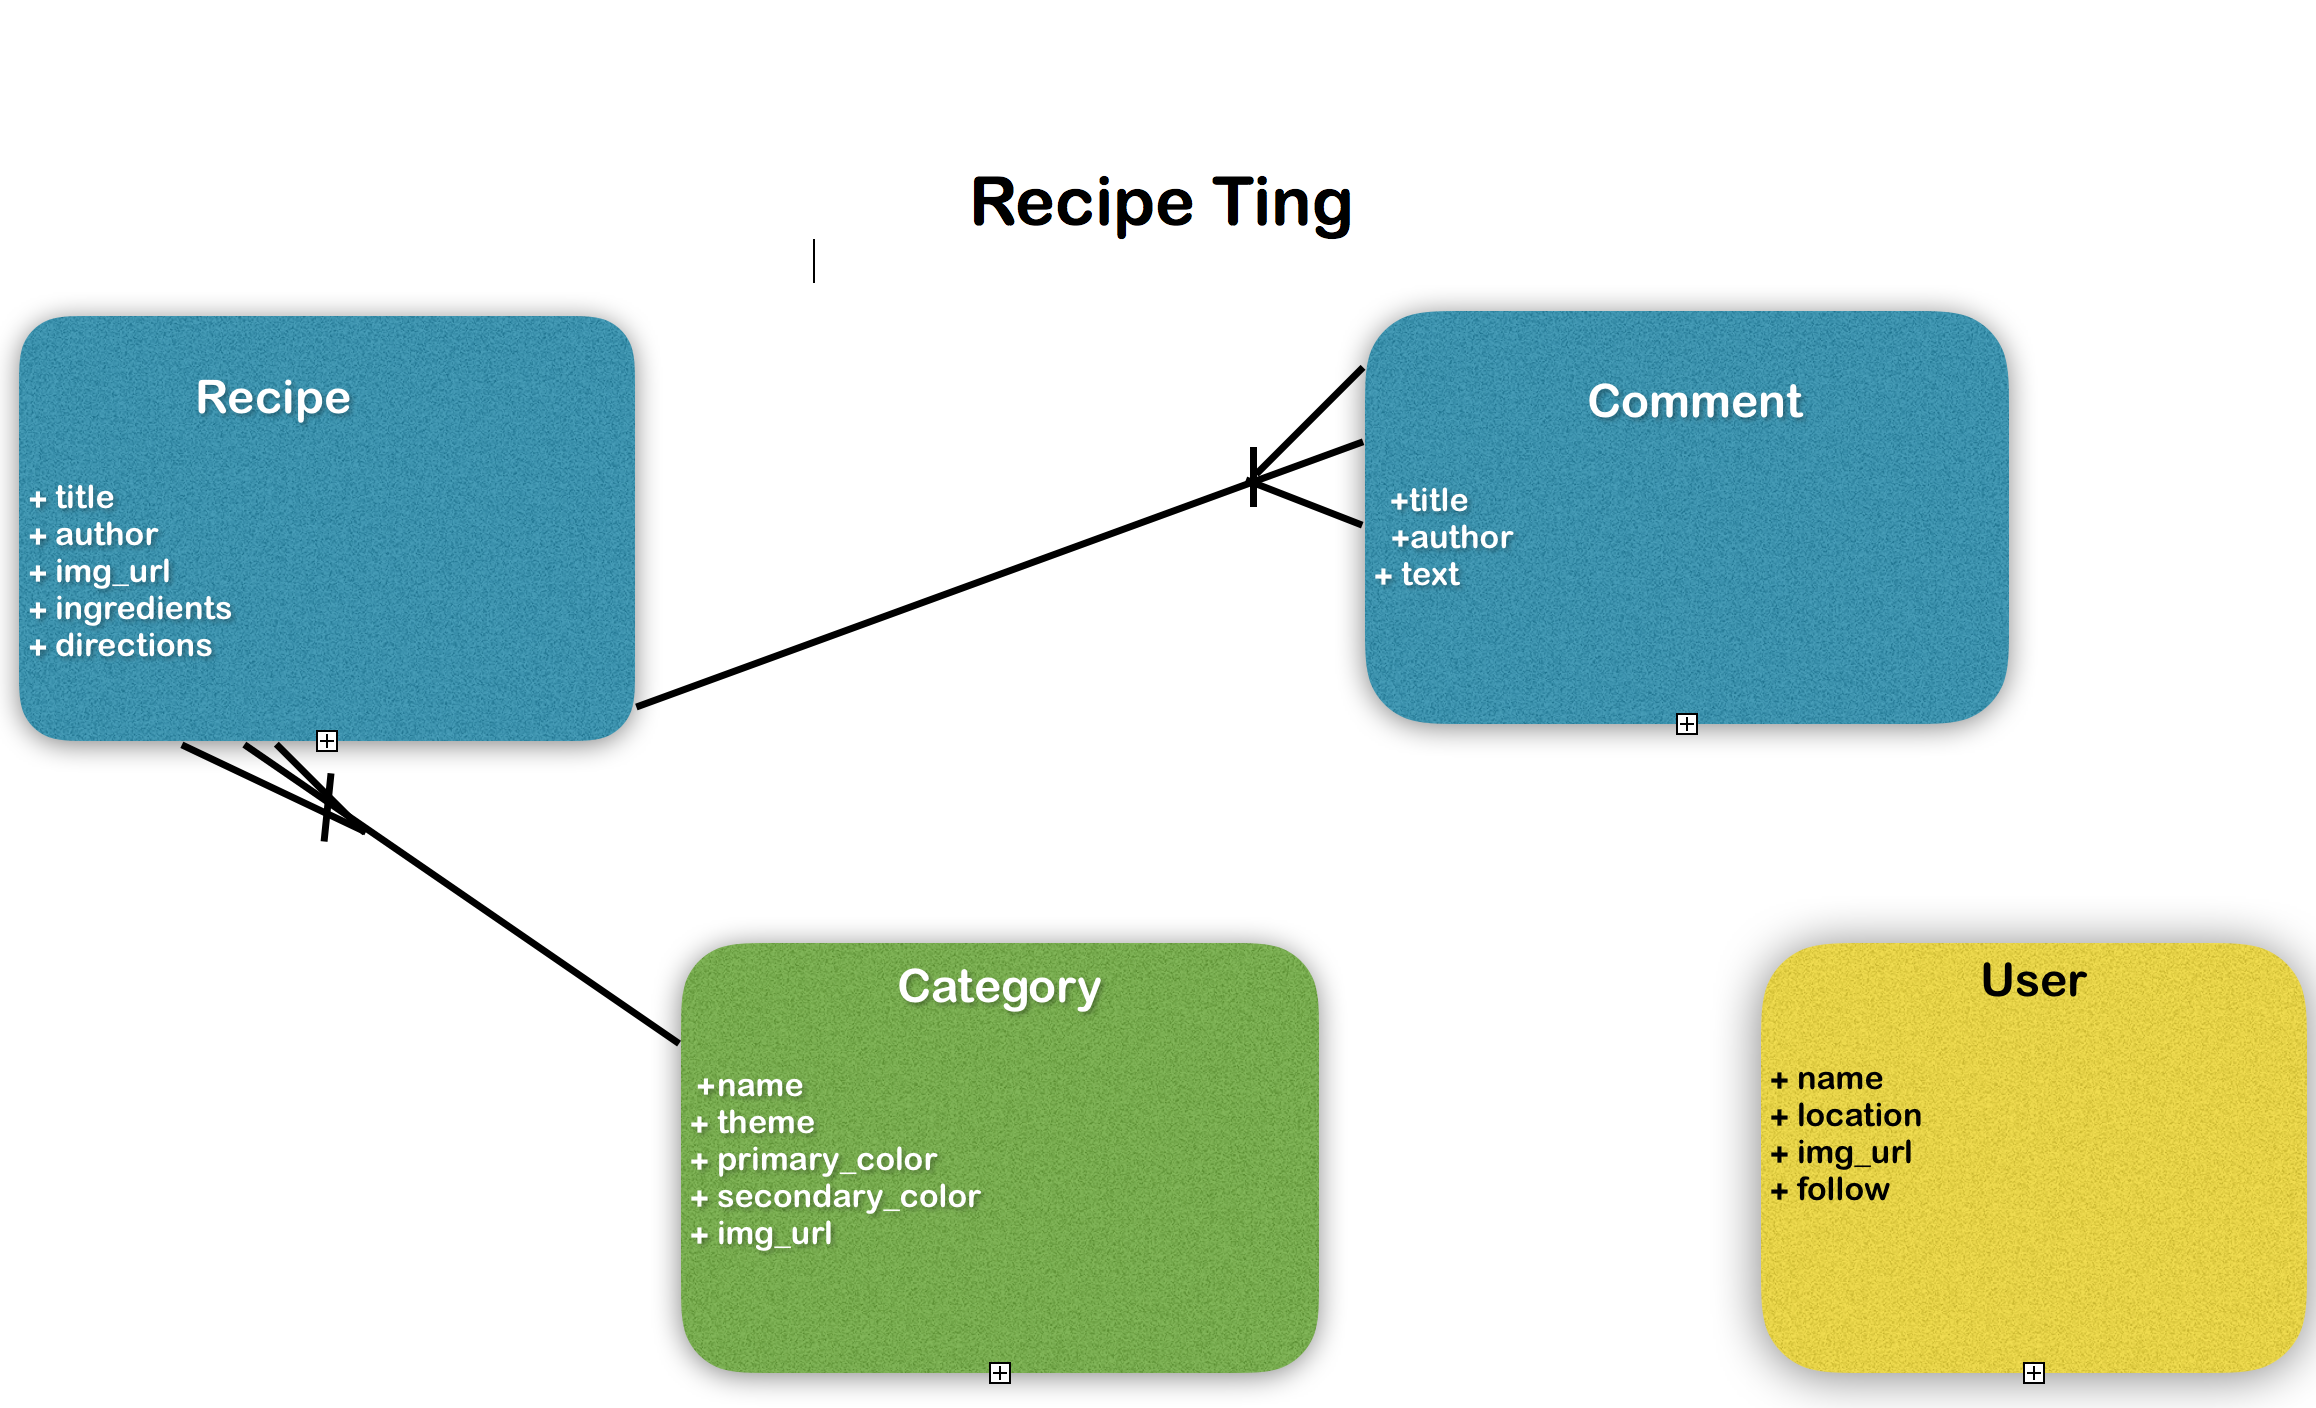 Recipe Ting
Recipe
+ title
+ author
+ img_url
+ ingredients
+ directions
Comment
+title
+author
+ text
Category
+name
+ theme
+ primary_color
+ secondary_color
+ img_url
User
+ name
+ location
+ img_url
+ follow